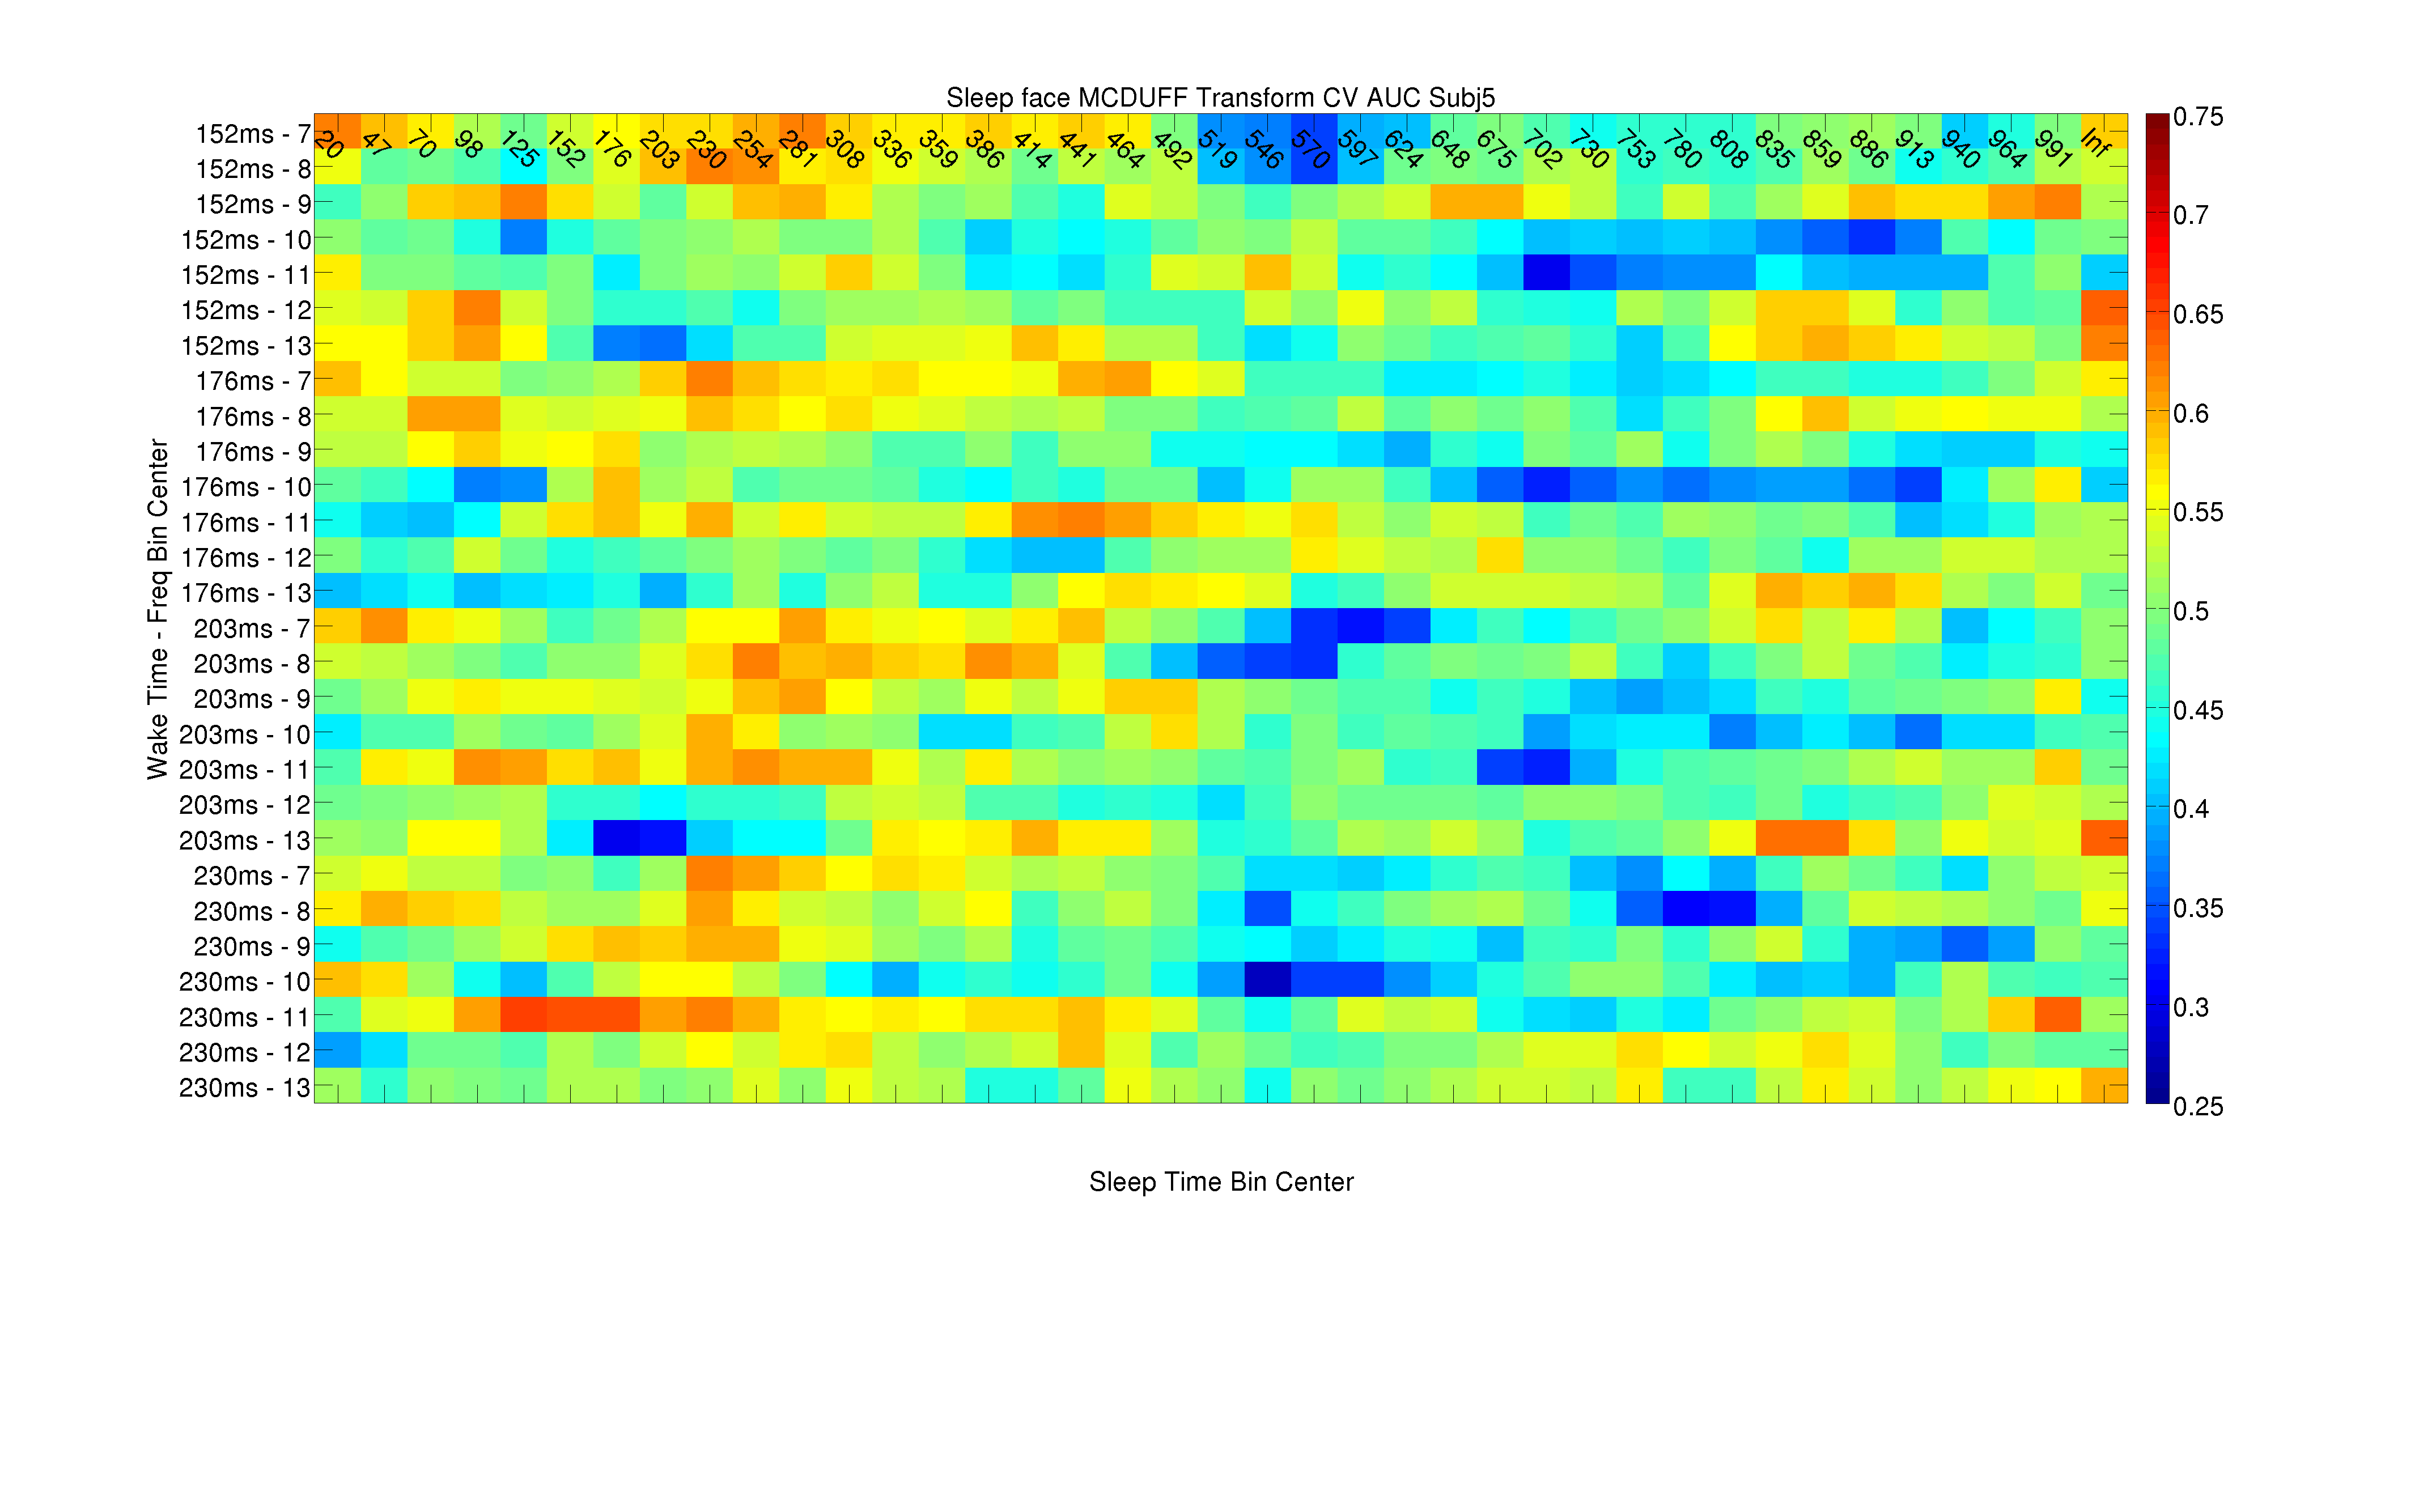 Sleep face MCDUFF Transform CV AUC Subj5
20 47 70 98 125 152 176 203 230 254 281 308 336 359 386 414 441 464 492 519 546 570 597 624 648 675 702 730 753 780 808 835 859 886 913 940 964 991 Inf
Wake Time - Freq Bin Center
152ms - 7
152ms - 8
152ms - 9
152ms - 10
152ms - 11
152ms - 12
152ms - 13
176ms - 7
176ms - 8
176ms - 9
176ms - 10
176ms - 11
176ms - 12
176ms - 13
203ms - 7
203ms - 8
203ms - 9
203ms - 10
203ms - 11
203ms - 12
203ms - 13
230ms - 7
230ms - 8
230ms - 9
230ms - 10
230ms - 11
230ms - 12
230ms - 13
0.75
0.7
0.65
0.6
0.55
0.5
0.45
0.4
0.35
0.3
0.25
Sleep Time Bin Center